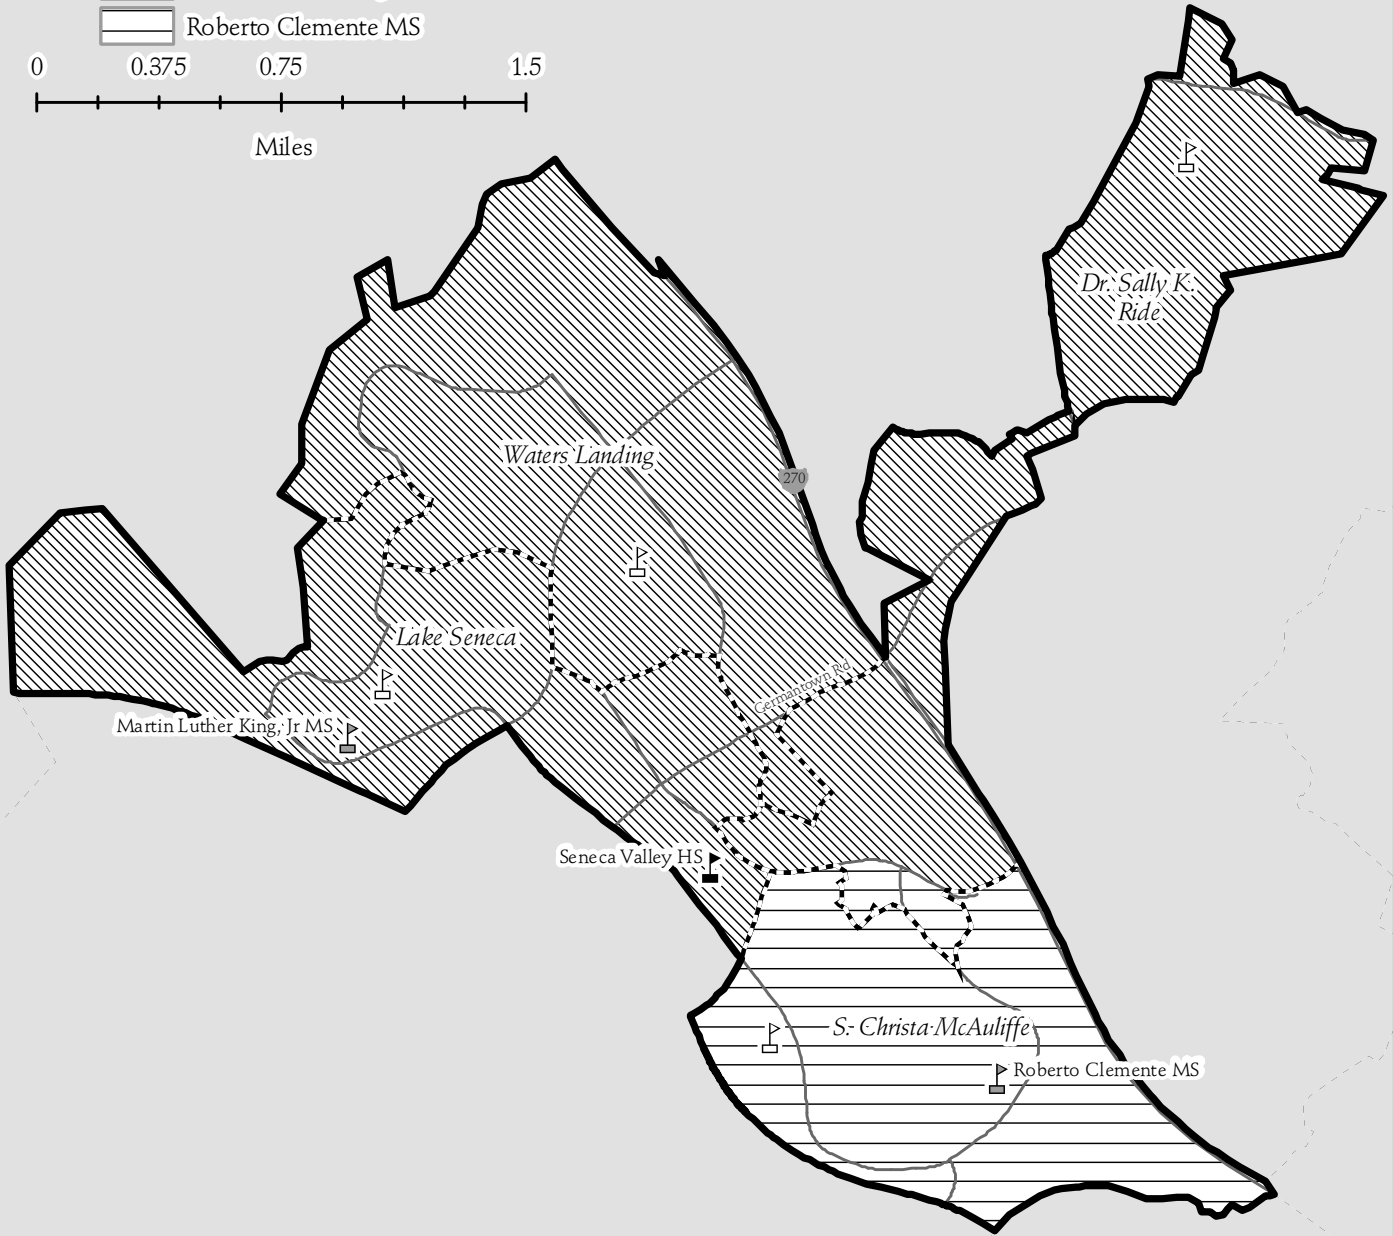 Roberto Clemente MS
0 0.375 0.75 1.5
Miles
Dr. Sally K.
Ride
Waters Landing
270
Lake Seneca
Germantown Rd
Martin Luther King, Jr MS
Seneca Valley HS
S. Christa McAuliffe
Roberto Clemente MS